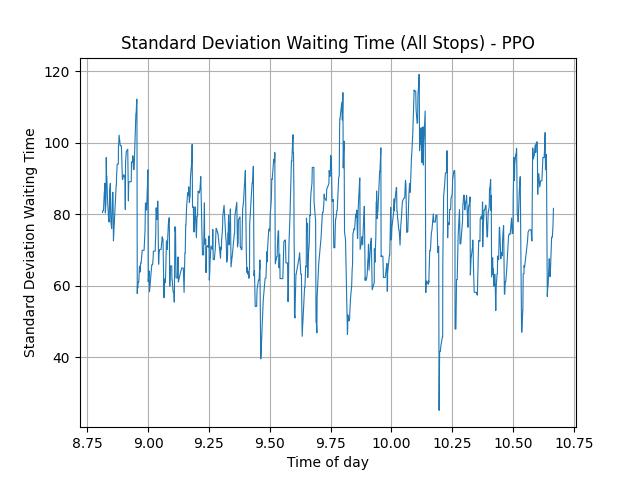 Standard Deviation Waiting Time (All Stops) - PPO
Standard Deviation Waiting Time
120
100
80
60
40
8.75 9.00 9.25 9.50 9.75 10.00 10.25 10.50 10.75
Time of day